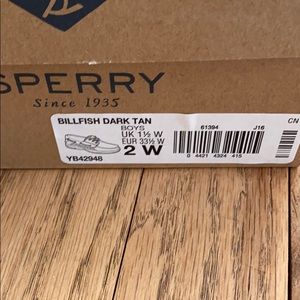 SPERRY
Since 1935
BILLFISH DARK TAN
BOYS
UK 1½ W
EUR 33½ W
2 W
YB42948
61394 J16 CN
0 4421 4324 415